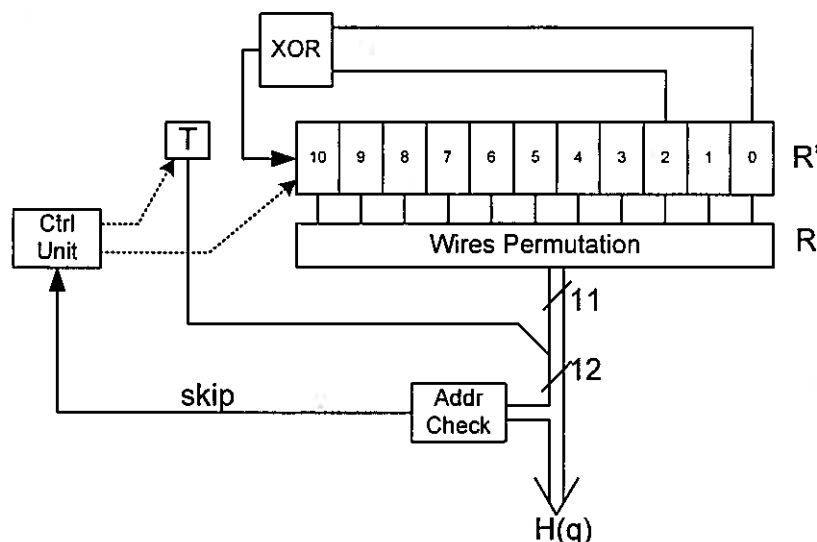 XOR
T
10 9 8 7 6 5 4 3 2 1 0
R'
Ctrl
Unit
Wires Permutation
R
11
12
skip
Addr
Check
H(q)